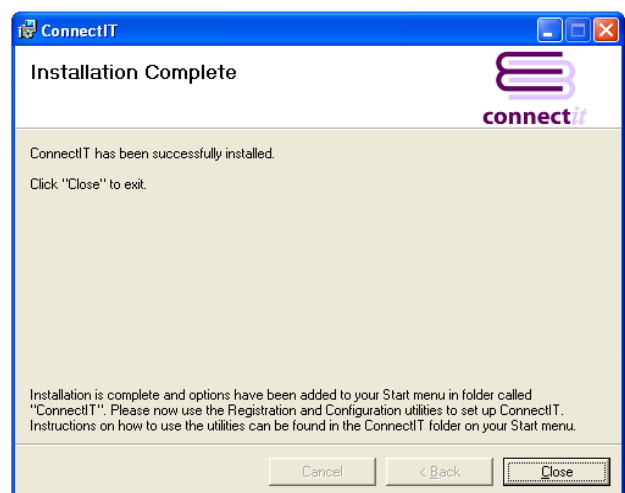 ConnectIT
Installation Complete
connectit
ConnectIT has been successfully installed.
Click "Close" to exit.
Installation is complete and options have been added to your Start menu in folder called
"ConnectIT". Please now use the Registration and Configuration utilities to set up ConnectIT.
Instructions on how to use the utilities can be found in the ConnectIT folder on your Start menu.
Cancel < Back Close